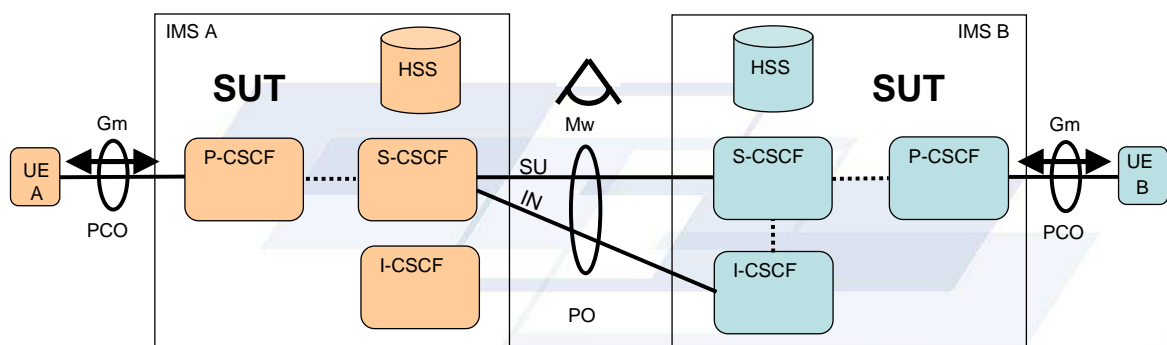 IMS A
IMS B
HSS
HSS
SUT
SUT
Gm
Mw
Gm
P-CSCF
S-CSCF
SU
S-CSCF
P-CSCF
UE
A
UE
B
IN
PCO
PCO
I-CSCF
I-CSCF
PO